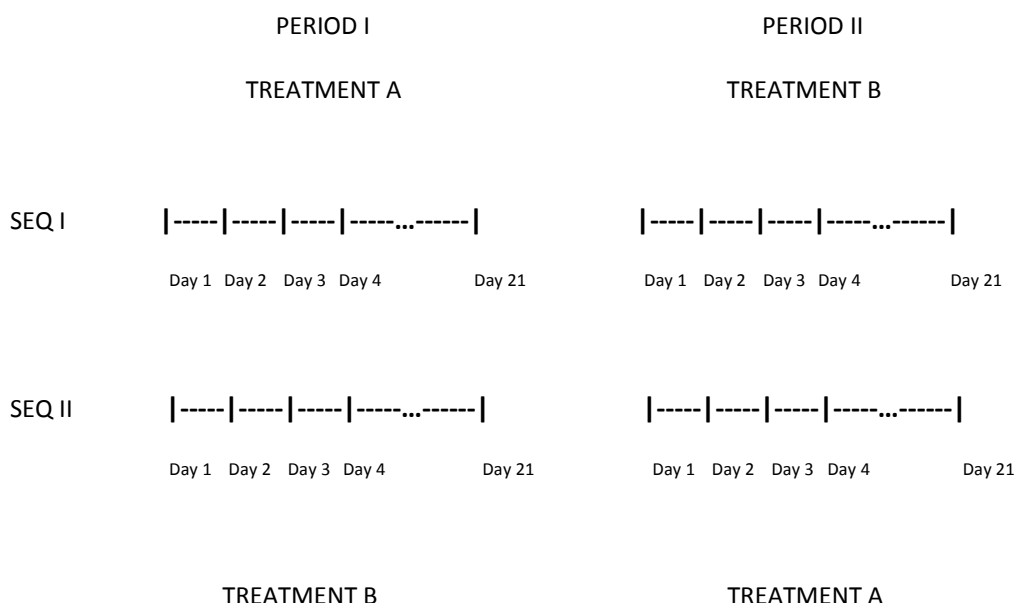 PERIOD I PERIOD II
TREATMENT A TREATMENT B
SEQ I |-----|-----|-----|-----...------| |-----|-----|-----|-----...------|
Day 1 Day 2 Day 3 Day 4 Day 21 Day 1 Day 2 Day 3 Day 4 Day 21
SEQ II |-----|-----|-----|-----...------| |-----|-----|-----|-----...------|
Day 1 Day 2 Day 3 Day 4 Day 21 Day 1 Day 2 Day 3 Day 4 Day 21
TREATMENT B TREATMENT A